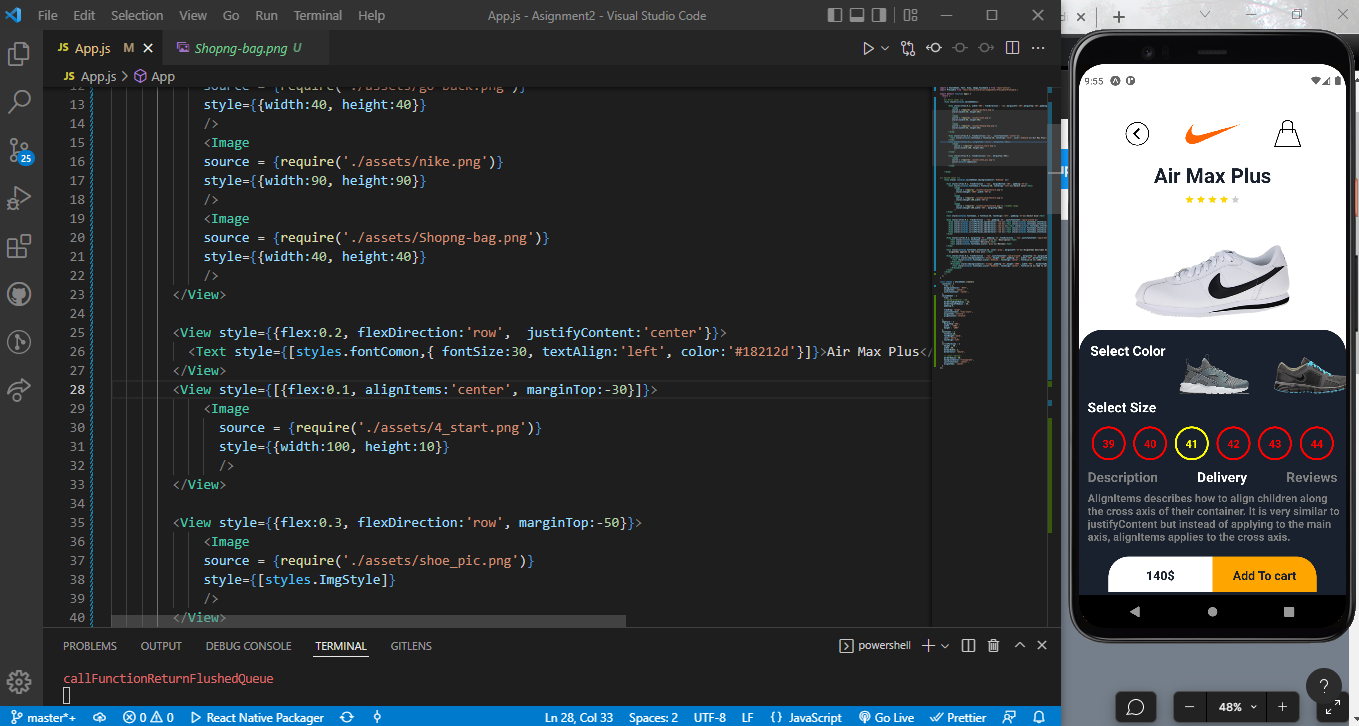 File Edit Selection View Go Run Terminal Help App.js - Asignment2 - Visual Studio Code
JS App.js M Shopng-bag.png U
JS App.js > App
25
12 source = {require('./assets/go-back.png')}
13 style={{width:40, height:40}}
14 />
15 <Image
16 source = {require('./assets/nike.png')}
17 style={{width:90, height:90}}
18 />
19 <Image
20 source = {require('./assets/Shopng-bag.png')}
21 style={{width:40, height:40}}
22 />
23 </View>
24
25 <View style={{flex:0.2, flexDirection:'row',  justifyContent:'center'}}>
26 <Text style={[styles.fontComon,{ fontSize:30, textAlign:'left', color:'#18212d'}]}>Air Max Plus</
27 </View>
28 <View style={[{flex:0.1, alignItems:'center', marginTop:-30}]}>
29 <Image
30 source = {require('./assets/4_start.png')}
31 style={{width:100, height:10}}
32 />
33 </View>
34
35 <View style={{flex:0.3, flexDirection:'row', marginTop:-50}}>
36 <Image
37 source = {require('./assets/shoe_pic.png')}
38 style={[styles.ImgStyle]}
39 />
40 </View>
PROBLEMS OUTPUT DEBUG CONSOLE TERMINAL GITLENS powershell
callFunctionReturnFlushedQueue
master*+ 0 0 React Native Packager Ln 28, Col 33 Spaces: 2 UTF-8 LF {} JavaScript Go Live Prettier
9:55
Air Max Plus
Select Color
Select Size
39 40 41 42 43 44
Description Delivery Reviews
AlignItems describes how to align children along
the cross axis of their container. It is very similar to
justifyContent but instead of applying to the main
axis, alignItems applies to the cross axis.
140$ Add To cart
?
48%